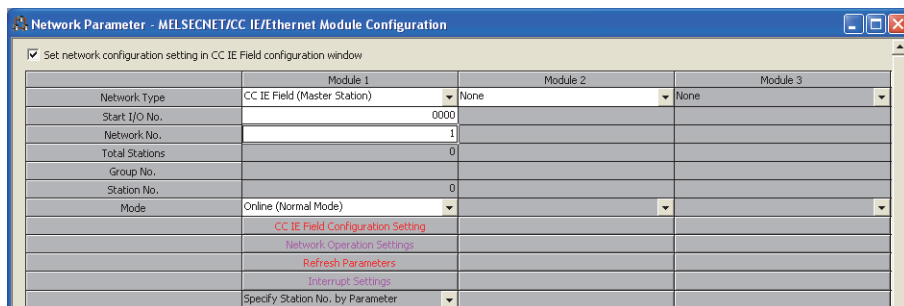 Network Parameter - MELSECNET/CC IE/Ethernet Module Configuration
Set network configuration setting in CC IE Field configuration window
Module 1 Module 2 Module 3
Network Type CC IE Field (Master Station) None None
Start I/O No. 0000
Network No. 1
Total Stations 0
Group No.
Station No. 0
Mode Online (Normal Mode)
CC IE Field Configuration Setting
Network Operation Settings
Refresh Parameters
Interrupt Settings
Specify Station No. by Parameter